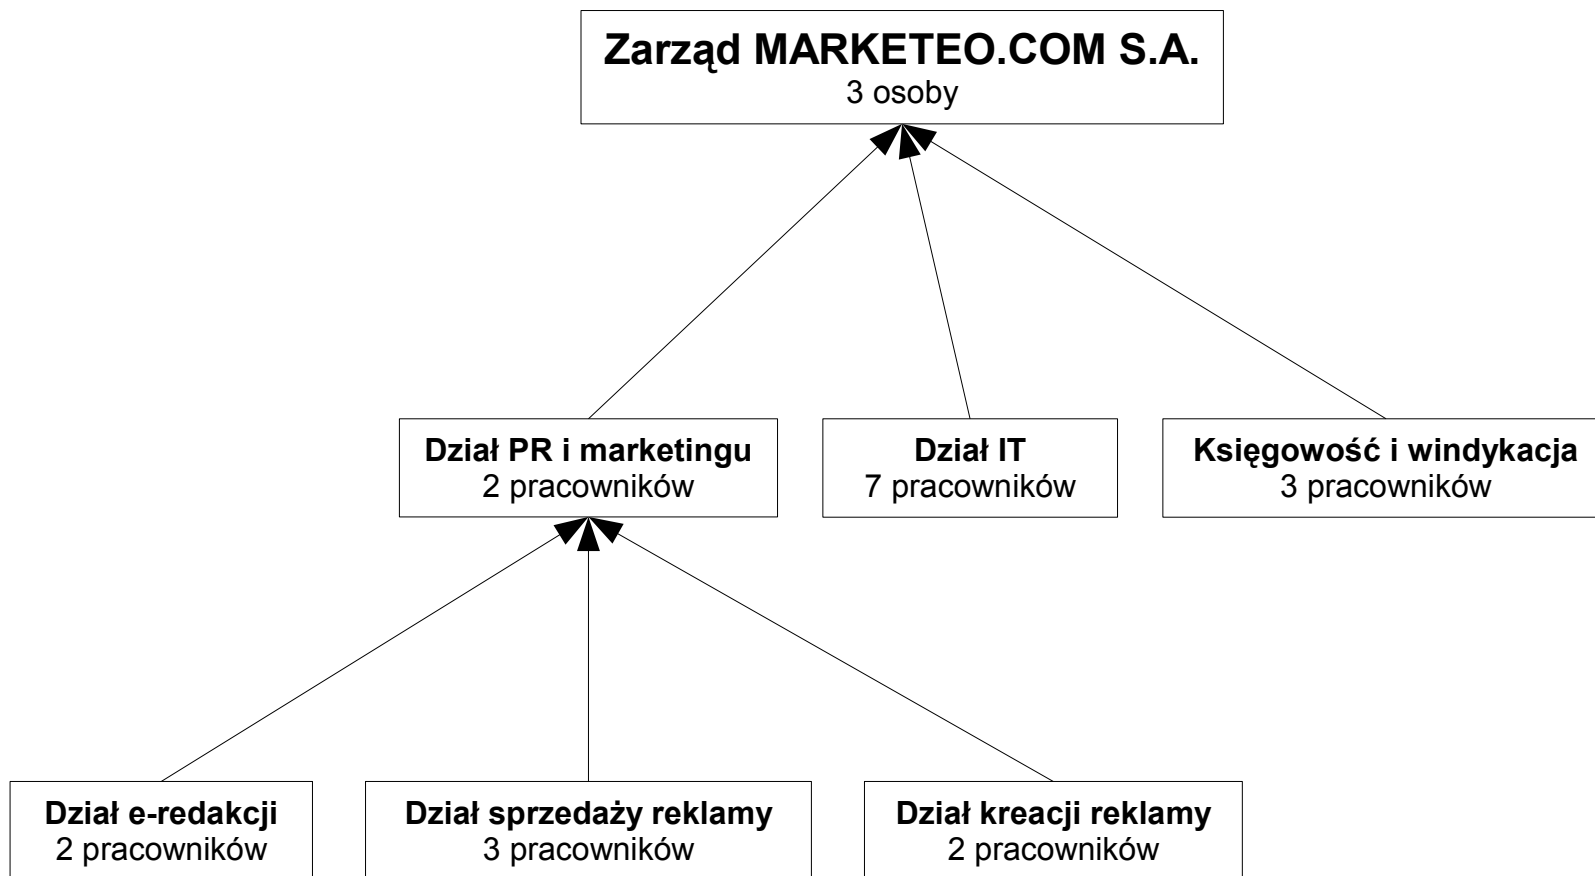 Zarząd MARKETEO.COM S.A.
3 osoby
Dział PR i marketingu
2 pracowników
Dział IT
7 pracowników
Księgowość i windykacja
3 pracowników
Dział e-redakcji
2 pracowników
Dział sprzedaży reklamy
3 pracowników
Dział kreacji reklamy
2 pracowników